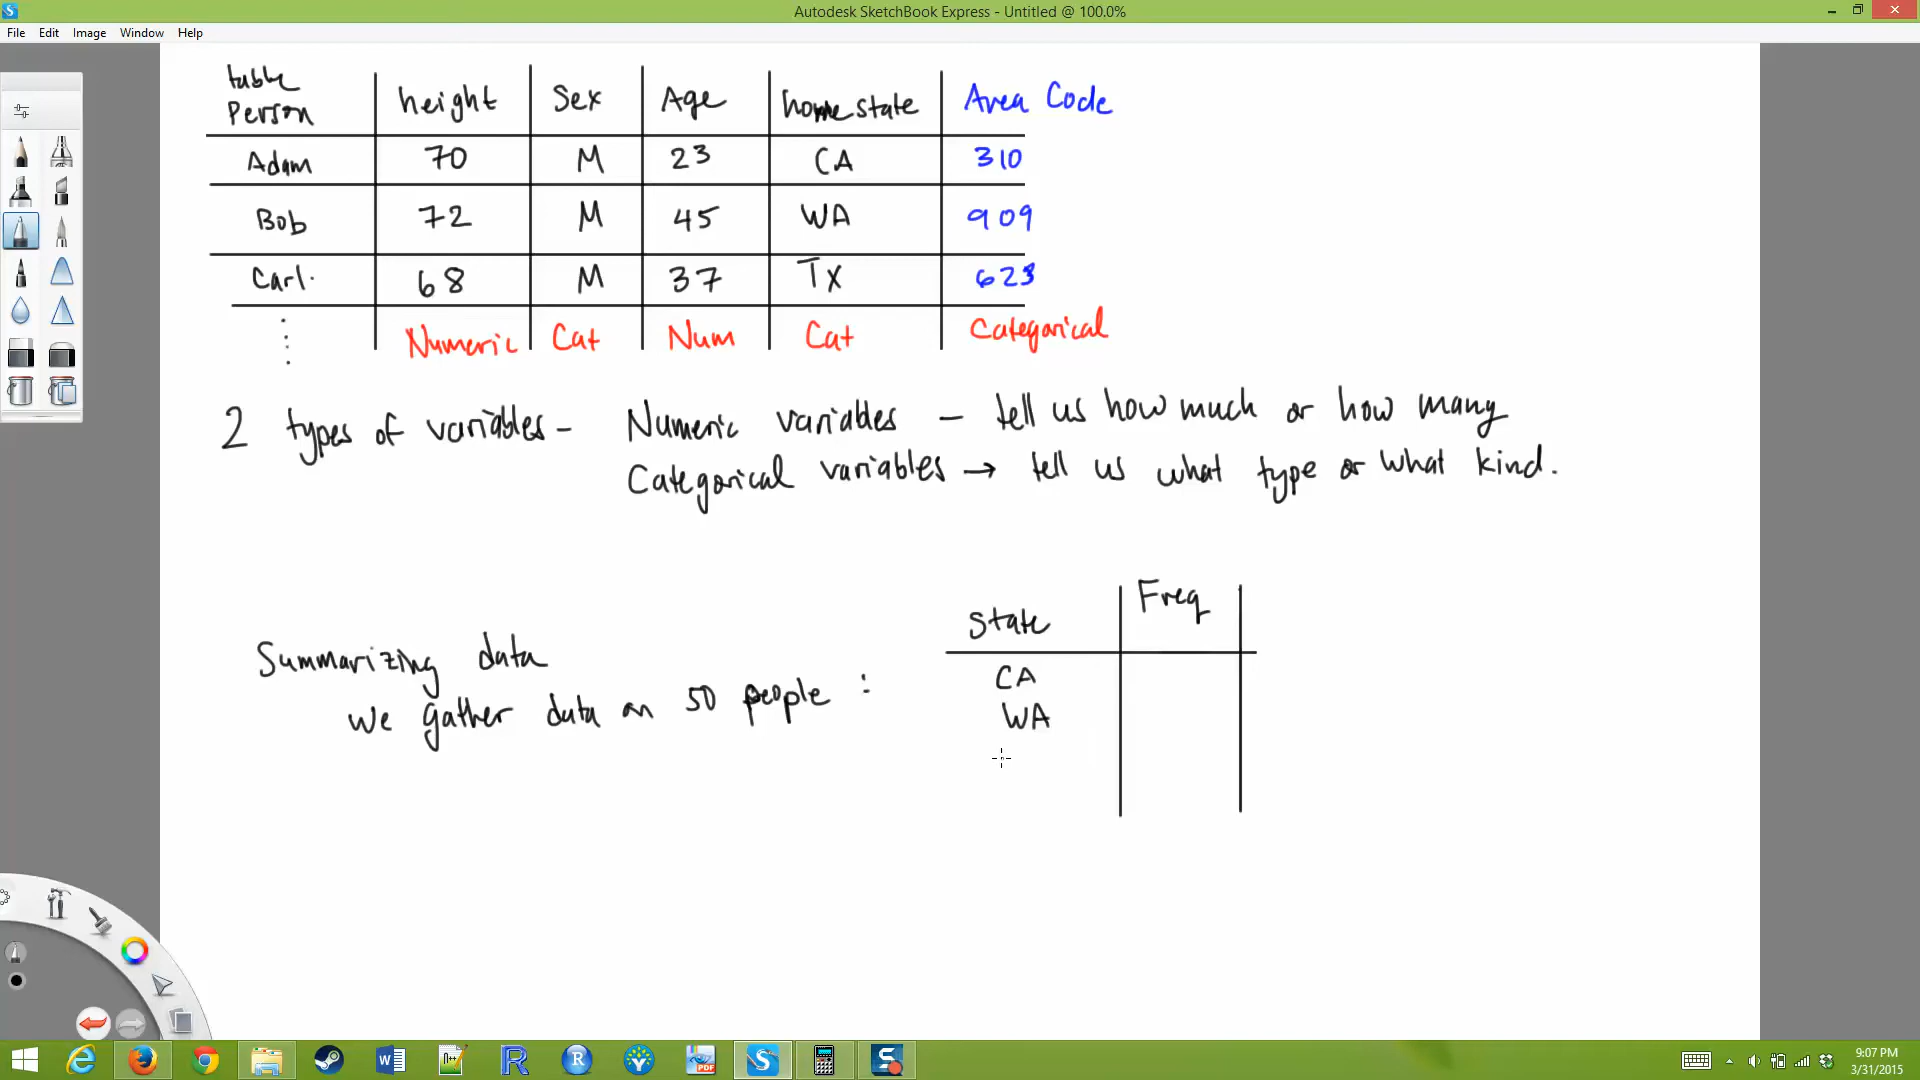 Autodesk SketchBook Express - Untitled @ 100.0%
File Edit Image Window Help
table
Person height Sex Age home state Area Code
Adam 70 M 23 CA 310
Bob 72 M 45 WA 909
Carl 68 M 37 TX 623
Numeric Cat Num Cat Categorical
2 types of variables - Numeric variables - tell us how much or how many
Categorical variables → tell us what type or what kind.
State Freq
Summarizing data
CA
we gather data on 50 people :
WA
9:07 PM
3/31/2015